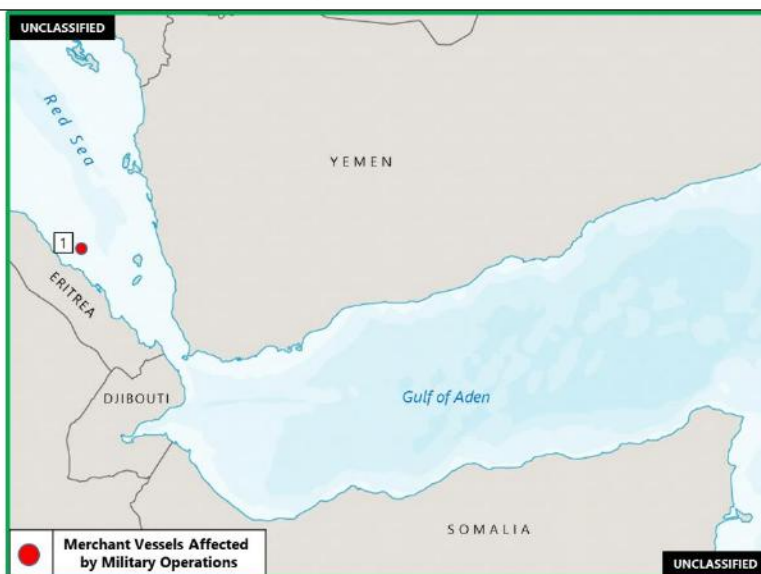 UNCLASSIFIED
Red Sea
YEMEN
1
ERITREA
DJIBOUTI
Gulf of Aden
SOMALIA
Merchant Vessels Affected
by Military Operations
UNCLASSIFIED